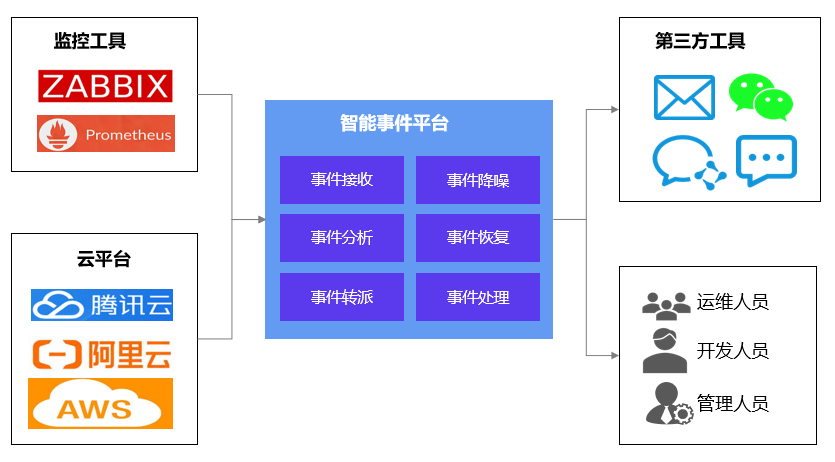 监控工具
ZABBIX
Prometheus
云平台
腾讯云
阿里云
AWS
智能事件平台
事件接收
事件降噪
事件分析
事件恢复
事件转派
事件处理
第三方工具
运维人员
开发人员
管理人员